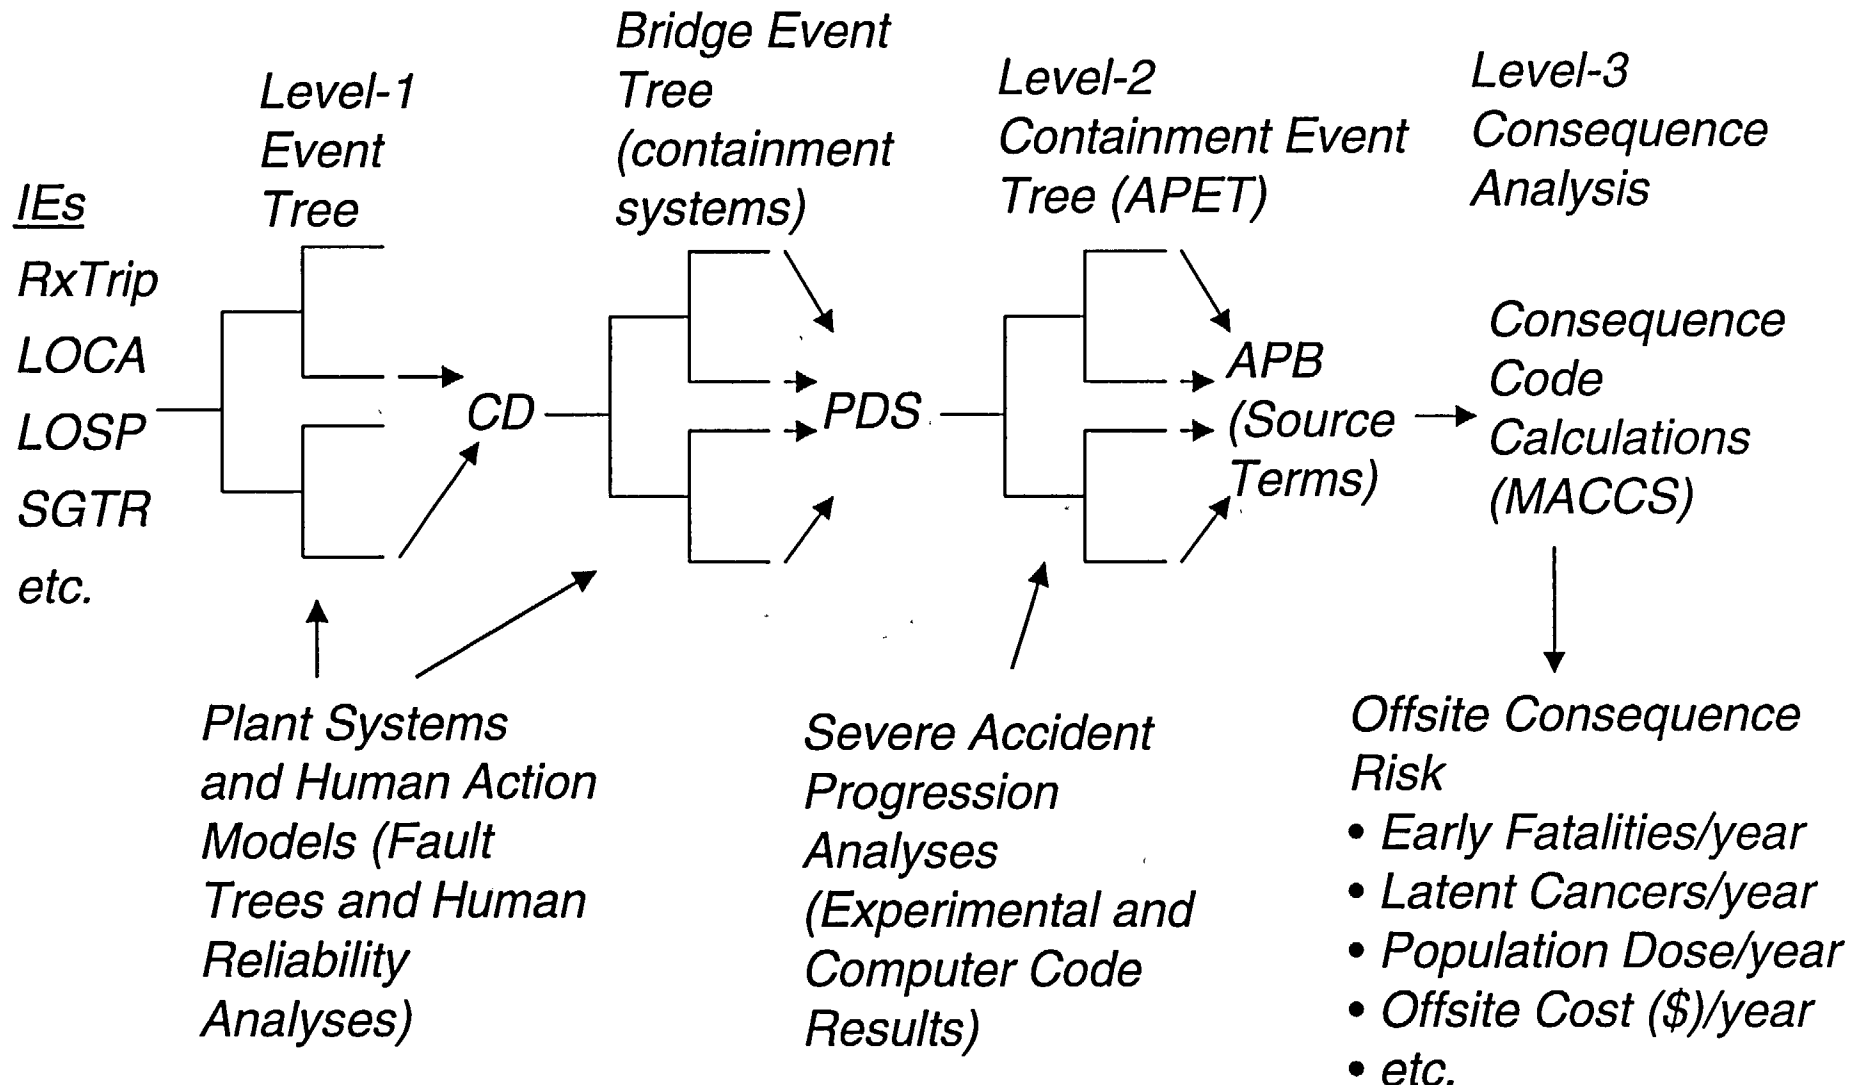 IEs
RxTrip
LOCA
LOSP
SGTR
etc.
Level-1
Event
Tree
CD
Bridge Event
Tree
(containment
systems)
PDS
Level-2
Containment Event
Tree (APET)
APB
(Source
Terms)
Level-3
Consequence
Analysis
Consequence
Code
Calculations
(MACCS)
Plant Systems
and Human Action
Models (Fault
Trees and Human
Reliability
Analyses)
Severe Accident
Progression
Analyses
(Experimental and
Computer Code
Results)
Offsite Consequence
Risk
• Early Fatalities/year
• Latent Cancers/year
• Population Dose/year
• Offsite Cost ($)/year
• etc.